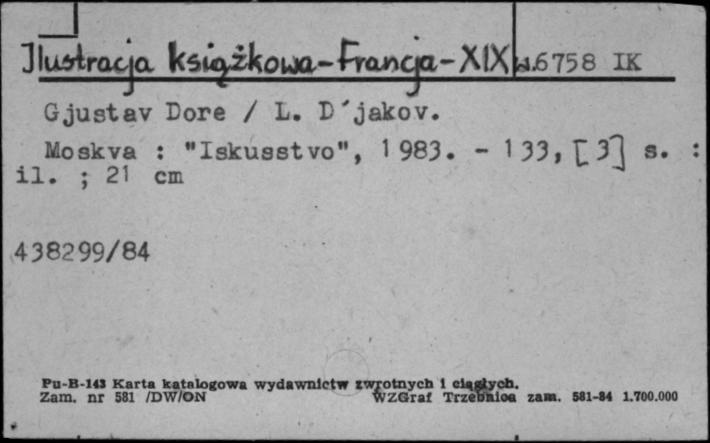 Ilustracja książkowa-Francja-XIX w. 6758 IK
Gjustav Dore / L. D´jakov.
Moskva : "Iskusstvo", 1983. - 133, [3] s. :
il. ; 21 cm
438299/84
Pu-B-143 Karta katalogowa wydawnictw zwrotnych i ciągłych.
Zam. nr 581 /DW/ON WZGraf Trzebnica zam. 581-84 1.700.000